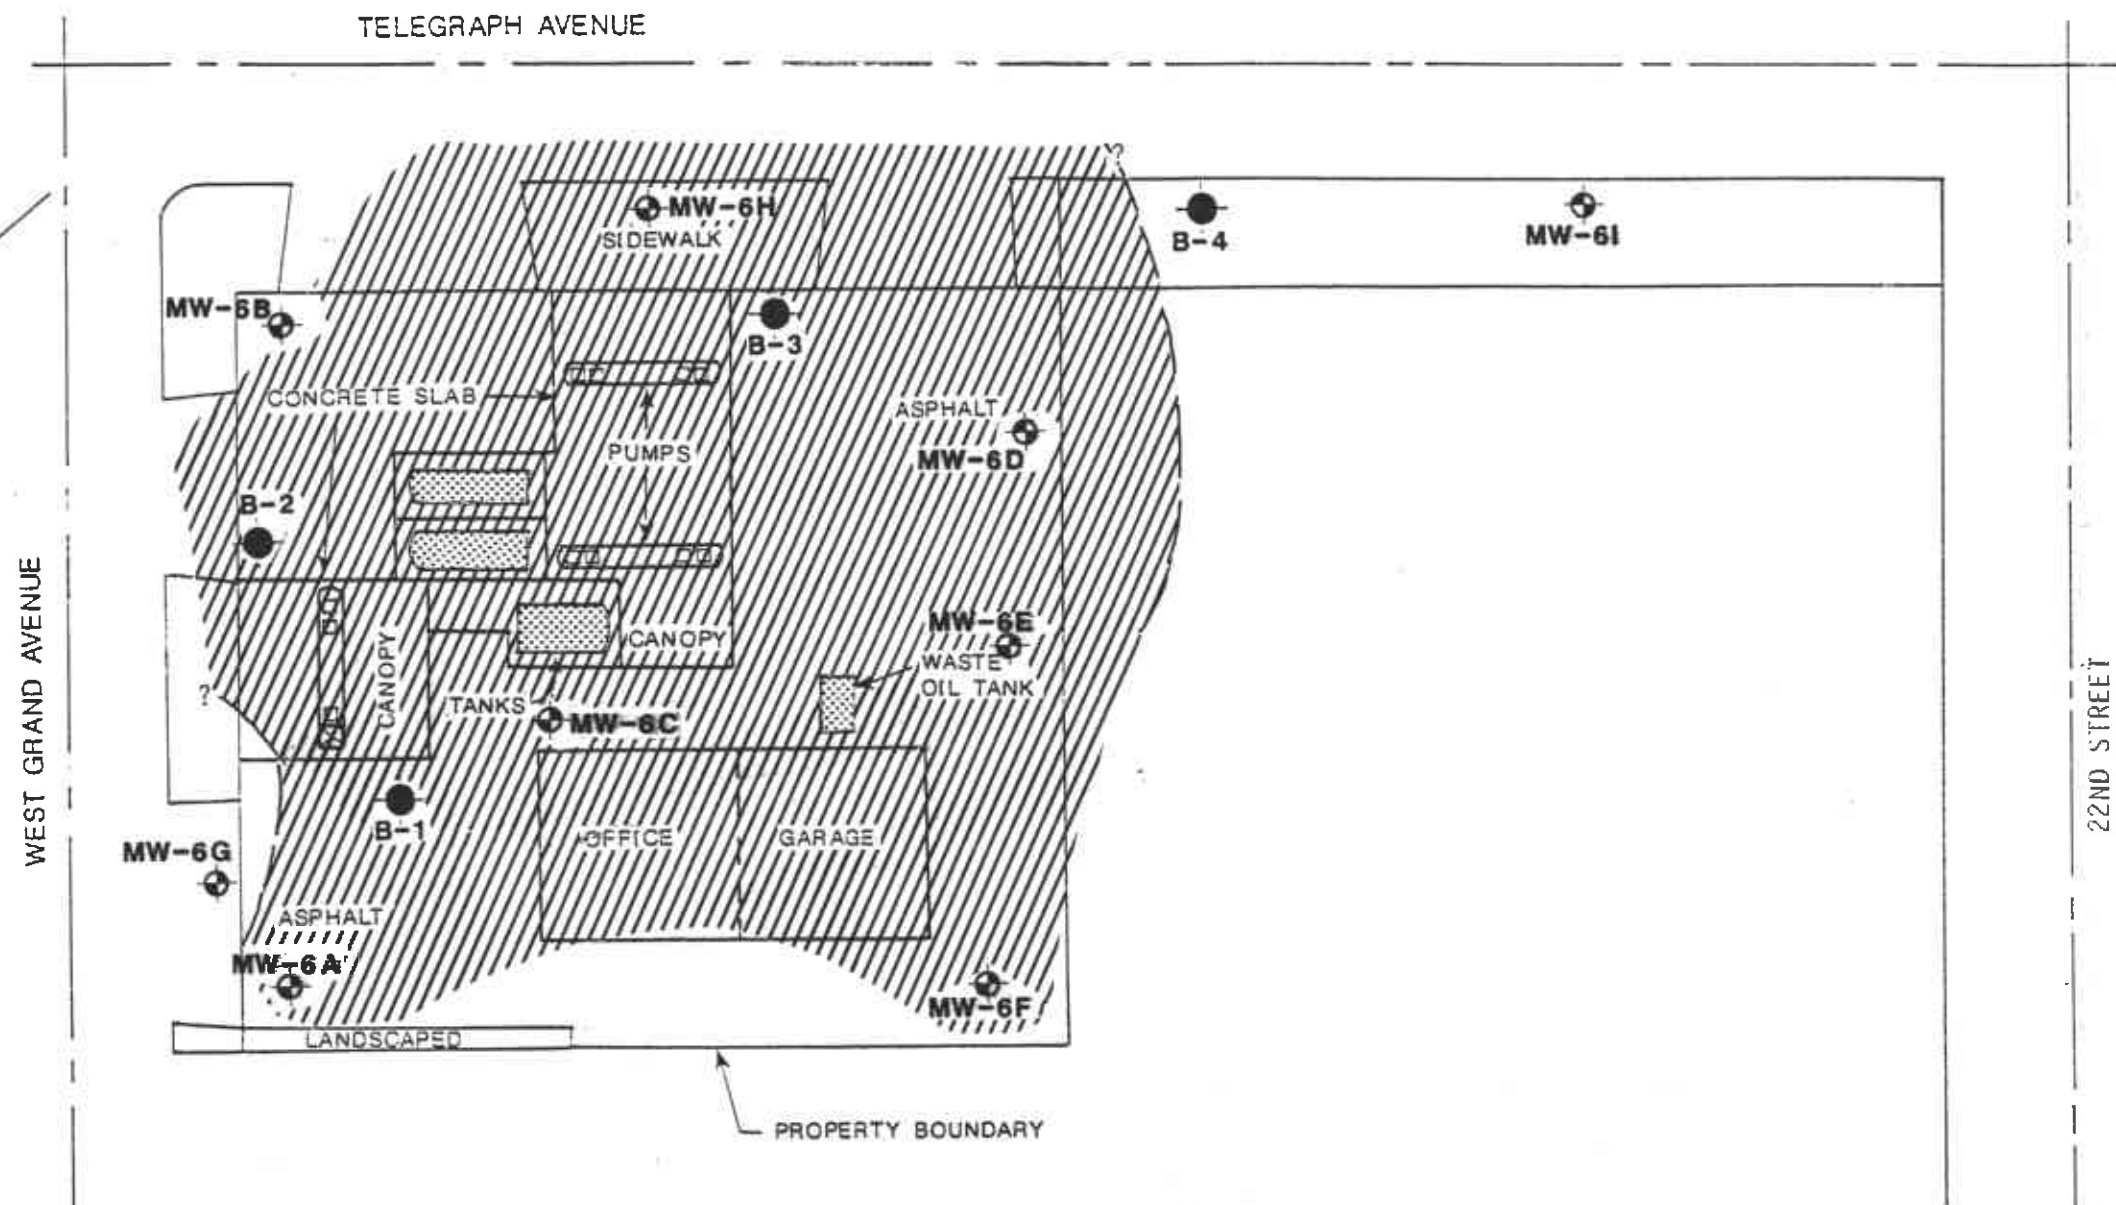 TELEGRAPH AVENUE
?
MW-6H
SIDEWALK
B-4
MW-6I
MW-6B
B-3
CONCRETE SLAB
ASPHALT
PUMPS
MW-6D
B-2
WEST GRAND AVENUE
MW-6E
CANOPY
CANOPY
WASTE
OIL TANK
?
TANKS
MW-6C
22ND STREET
B-1
OFFICE
GARAGE
MW-6G
ASPHALT
MW-6A
MW-6F
LANDSCAPED
PROPERTY BOUNDARY